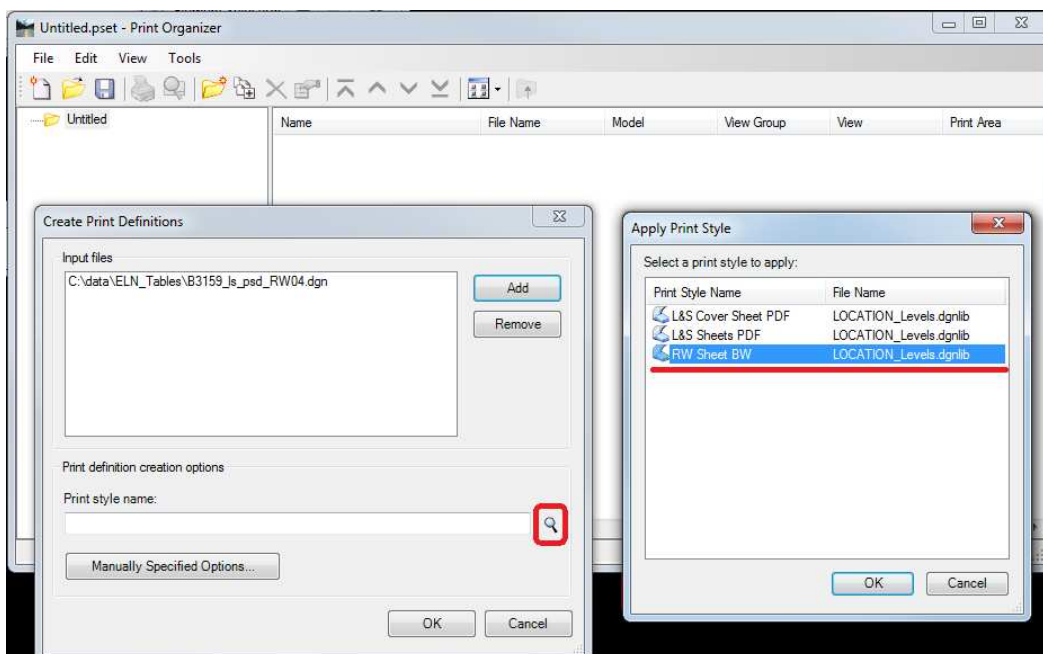 Untitled.pset - Print Organizer
File Edit View Tools
Untitled
Name File Name Model View Group View Print Area
Create Print Definitions
Input files
C:\data\ELN_Tables\B3159_ls_psd_RW04.dgn
Add
Remove
Print definition creation options
Print style name:
Manually Specified Options...
OK Cancel
Apply Print Style
Select a print style to apply:
Print Style Name File Name
L&S Cover Sheet PDF LOCATION_Levels.dgnlib
L&S Sheets PDF LOCATION_Levels.dgnlib
RW Sheet BW LOCATION_Levels.dgnlib
OK Cancel